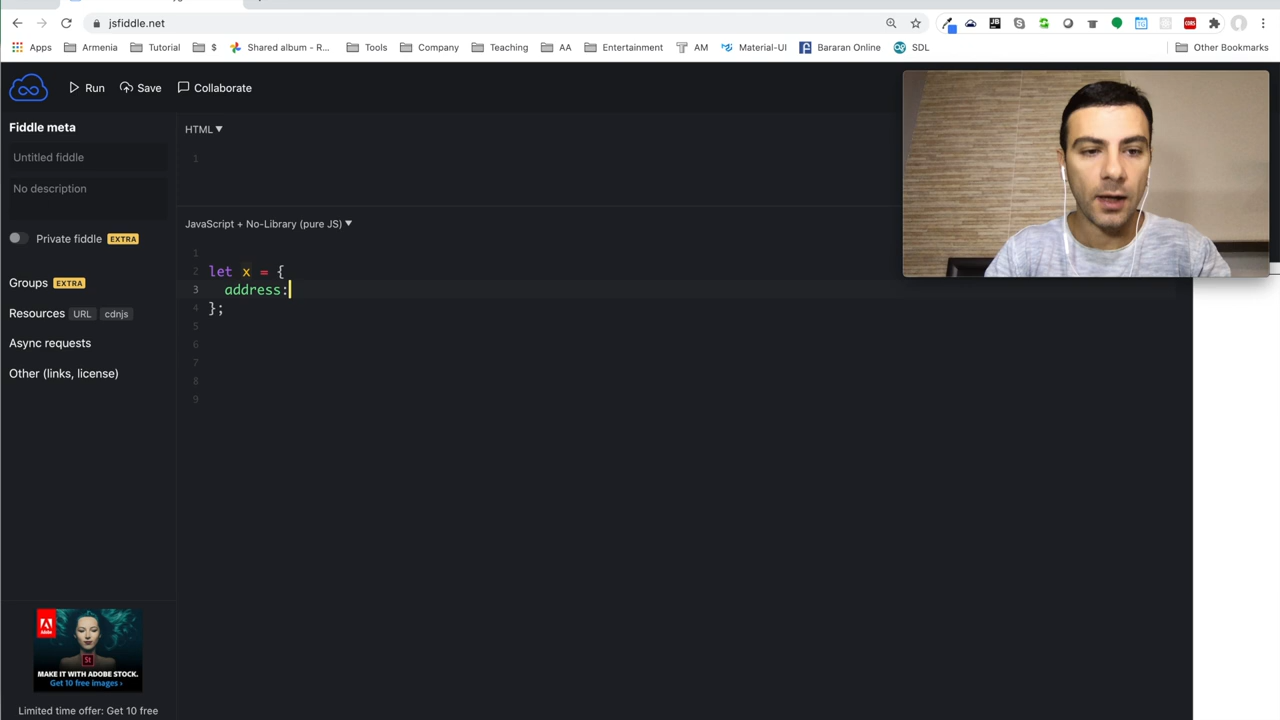 jsfiddle.net
Apps
Armenia
Tutorial
$
Shared album - R...
Tools
Company
Teaching
AA
Entertainment
AM
Material-UI
Bararan Online
SDL
Other Bookmarks
Run
Save
Collaborate
Fiddle meta
Untitled fiddle
No description
Private fiddle EXTRA
Groups EXTRA
Resources URL cdnjs
Async requests
Other (links, license)
MAKE IT WITH ADOBE STOCK.
Get 10 free images ›
Limited time offer: Get 10 free
HTML ▼
1
JavaScript + No-Library (pure JS) ▼
1
2 let x = {
3 address:
4 };
5
6
7
8
9